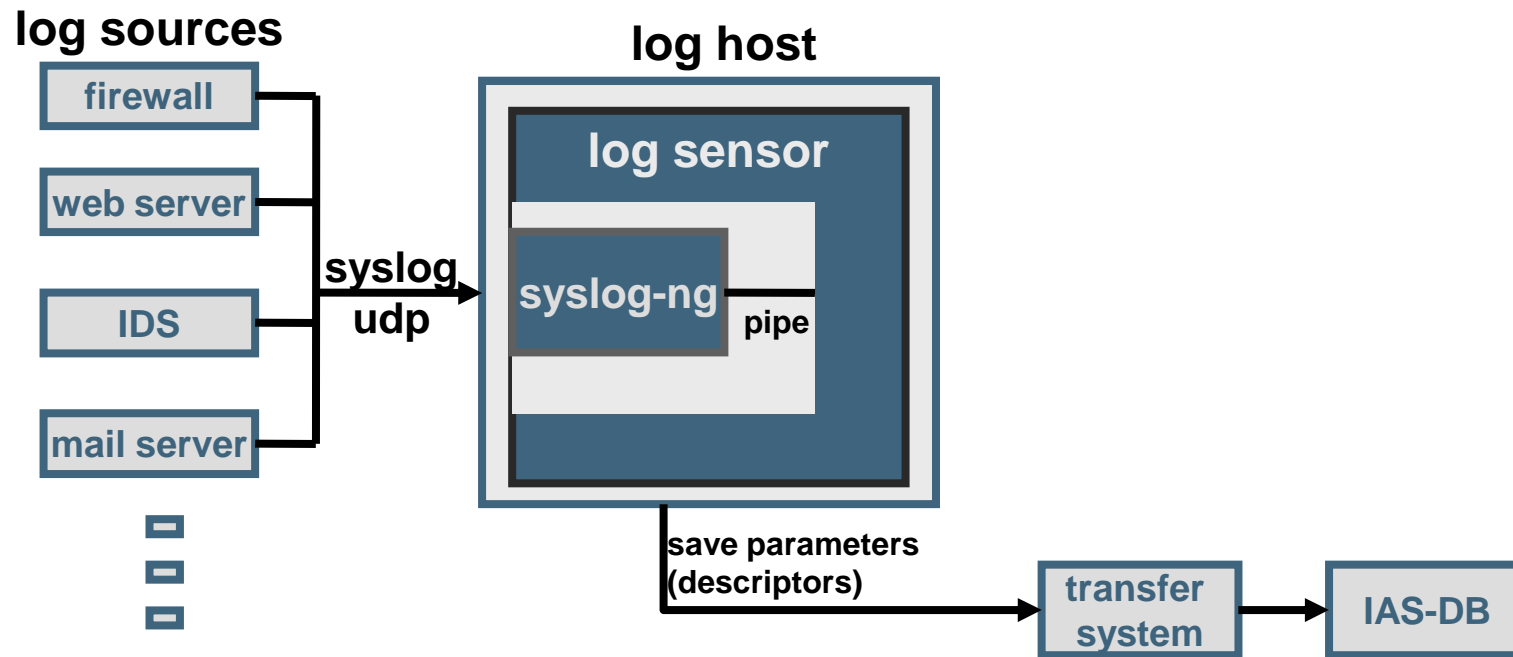 log sources
firewall
web server
IDS
mail server
syslog
udp
log host
log sensor
syslog-ng
pipe
save parameters
(descriptors)
transfer
system
IAS-DB